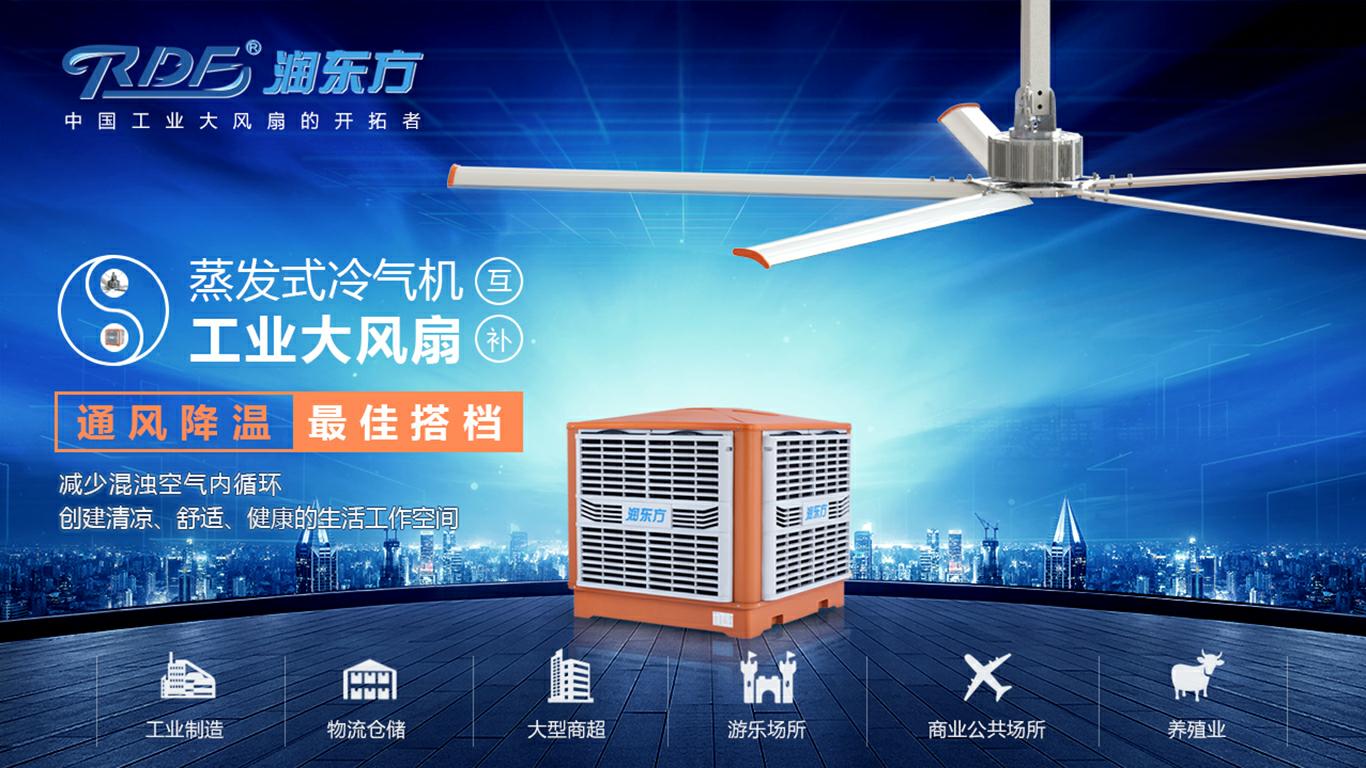 RDF® 润东方
中国工业大风扇的开拓者
蒸发式冷气机 互
工业大风扇 补
通风降温 最佳搭档
减少混浊空气内循环
创建清凉、舒适、健康的生活工作空间
润东方 润东方
工业制造 物流仓储 大型商超 游乐场所 商业公共场所 养殖业